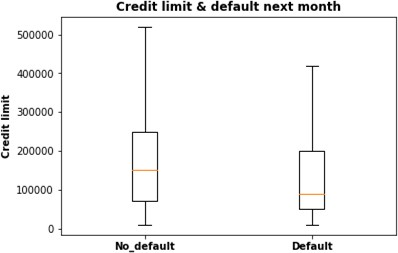 Credit limit & default next month
Credit limit
500000
400000
300000
200000
100000
0
No_default
Default